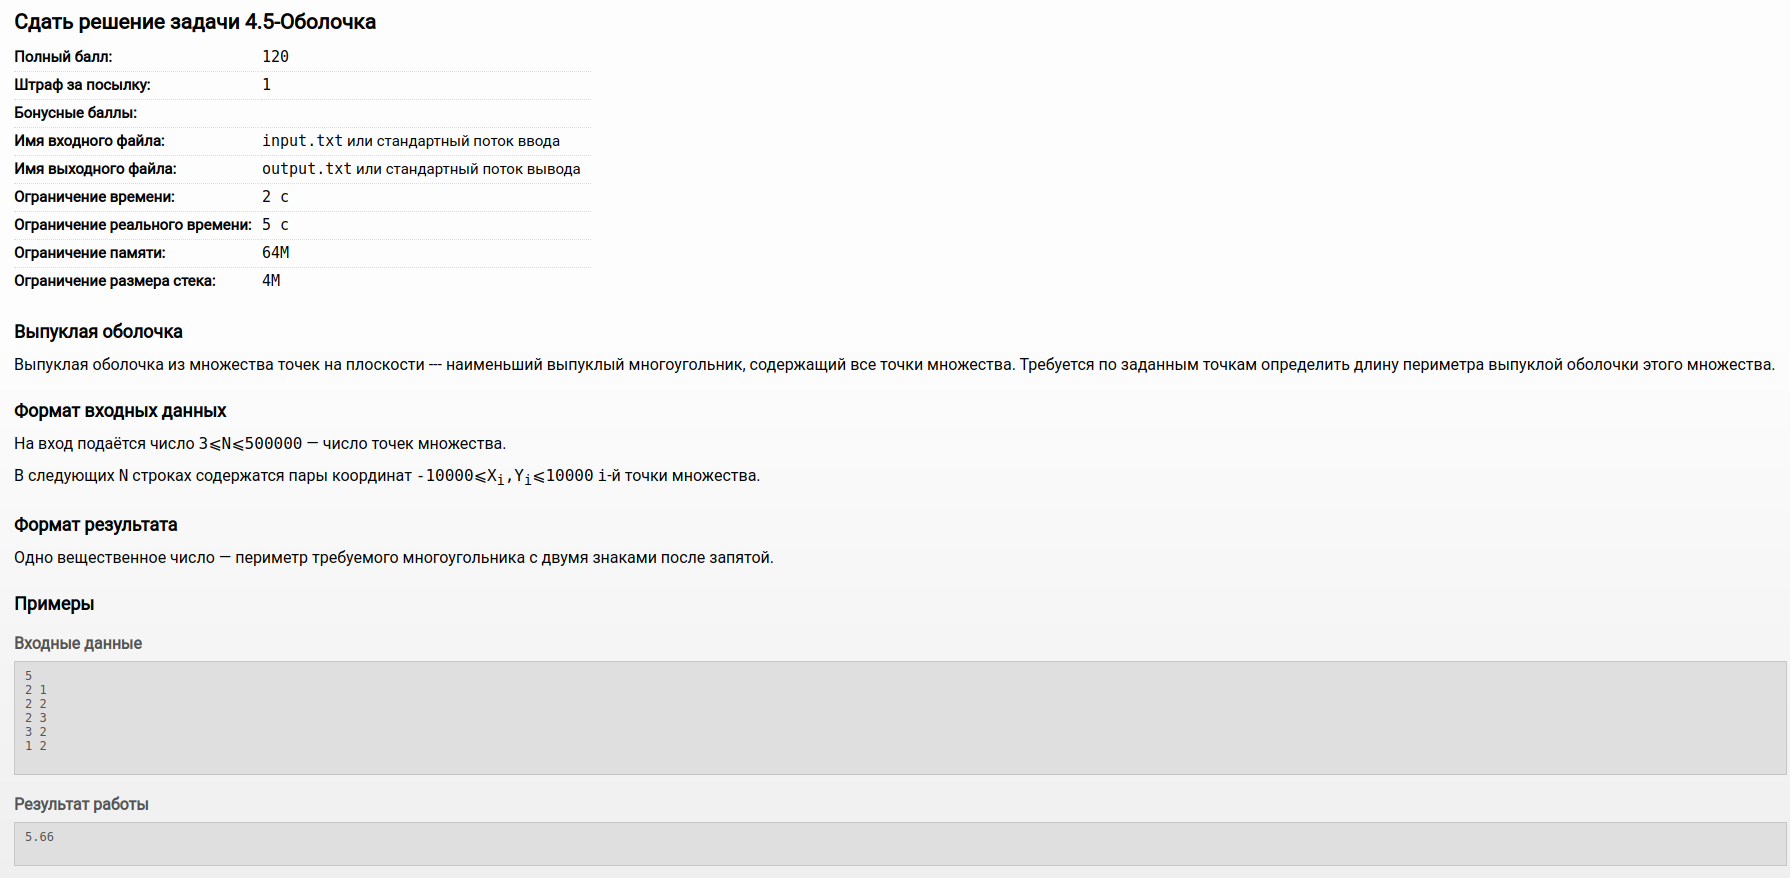 Сдать решение задачи 4.5-Оболочка
Полный балл: 120
Штраф за посылку: 1
Бонусные баллы:
Имя входного файла: input.txt или стандартный поток ввода
Имя выходного файла: output.txt или стандартный поток вывода
Ограничение времени: 2 с
Ограничение реального времени: 5 с
Ограничение памяти: 64M
Ограничение размера стека: 4M
Выпуклая оболочка
Выпуклая оболочка из множества точек на плоскости --- наименьший выпуклый многоугольник, содержащий все точки множества. Требуется по заданным точкам определить длину периметра выпуклой оболочки этого множества.
Формат входных данных
На вход подаётся число 3⩽N⩽500000 — число точек множества.
В следующих N строках содержатся пары координат -10000⩽Xi,Yi⩽10000 i-й точки множества.
Формат результата
Одно вещественное число — периметр требуемого многоугольника с двумя знаками после запятой.
Примеры
Входные данные
5
2 1
2 2
2 3
3 2
1 2
Результат работы
5.66